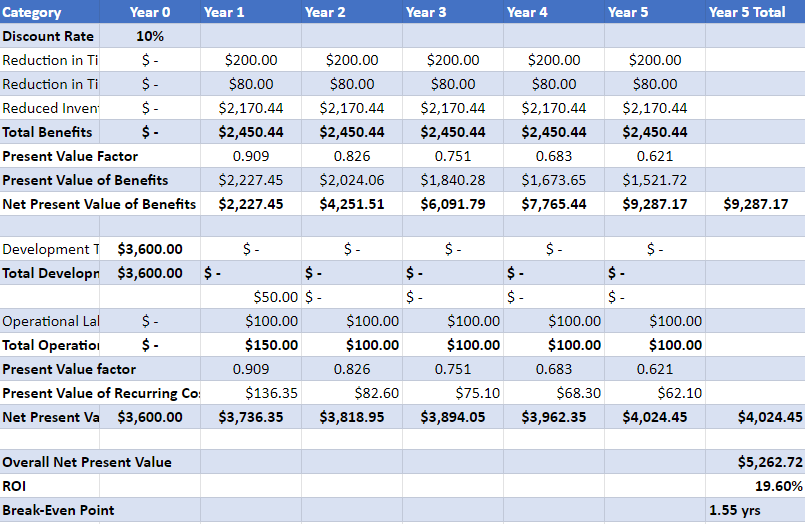 Category Year 0 Year 1 Year 2 Year 3 Year 4 Year 5 Year 5 Total
Discount Rate 10%
Reduction in Ti $ - $200.00 $200.00 $200.00 $200.00 $200.00
Reduction in Ti $ - $80.00 $80.00 $80.00 $80.00 $80.00
Reduced Inven $ - $2,170.44 $2,170.44 $2,170.44 $2,170.44 $2,170.44
Total Benefits $ - $2,450.44 $2,450.44 $2,450.44 $2,450.44 $2,450.44
Present Value Factor 0.909 0.826 0.751 0.683 0.621
Present Value of Benefits $2,227.45 $2,024.06 $1,840.28 $1,673.65 $1,521.72
Net Present Value of Benefits $2,227.45 $4,251.51 $6,091.79 $7,765.44 $9,287.17 $9,287.17
Development T $3,600.00 $ - $ - $ - $ - $ -
Total Developn $3,600.00 $ - $ - $ - $ - $ -
$50.00 $ - $ - $ - $ -
Operational Lal $ - $100.00 $100.00 $100.00 $100.00 $100.00
Total Operatio $ - $150.00 $100.00 $100.00 $100.00 $100.00
Present Value factor 0.909 0.826 0.751 0.683 0.621
Present Value of Recurring Co $136.35 $82.60 $75.10 $68.30 $62.10
Net Present Va $3,600.00 $3,736.35 $3,818.95 $3,894.05 $3,962.35 $4,024.45 $4,024.45
Overall Net Present Value $5,262.72
ROI 19.60%
Break-Even Point 1.55 yrs